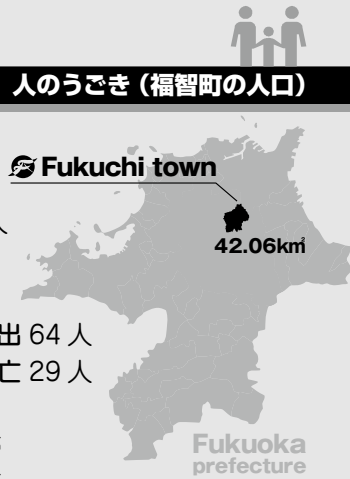 人のうごき（福智町の人口）
Fukuchi town
42.06km²
人
出 64 人
亡 29 人
Fukuoka
prefecture